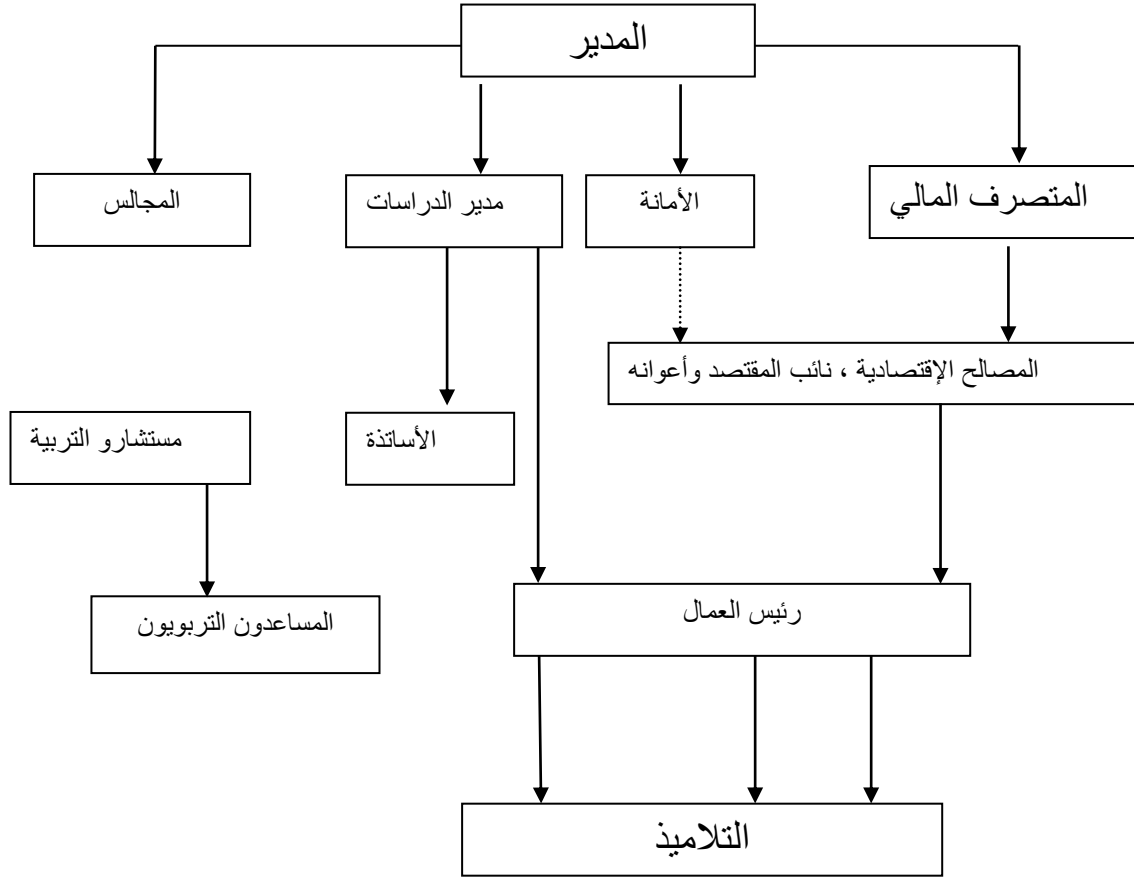 المدير
المتصرف المالي
الأمانة
مدير الدراسات
المجالس
المصالح الإقتصادية ، نائب المقتصد وأعوانه
الأساتذة
مستشارو التربية
رئيس العمال
المساعدون التربويون
التلاميذ